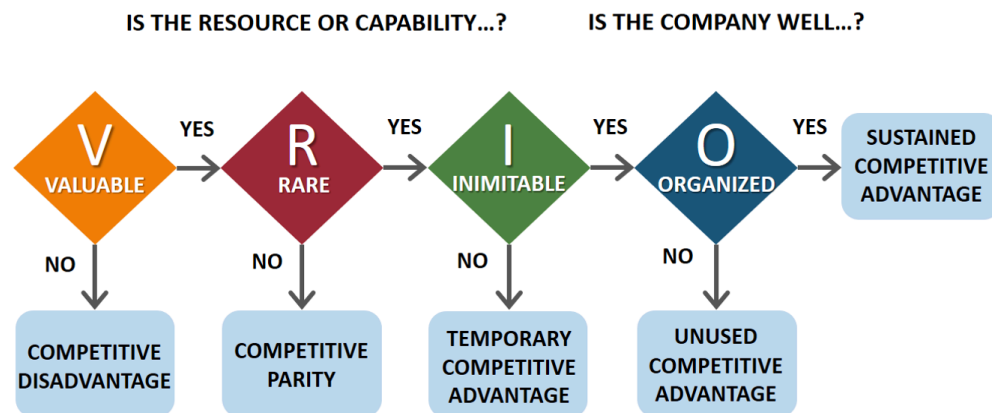 IS THE RESOURCE OR CAPABILITY...?
IS THE COMPANY WELL...?
V
VALUABLE
YES
R
RARE
YES
I
INIMITABLE
YES
O
ORGANIZED
YES
SUSTAINED
COMPETITIVE
ADVANTAGE
NO
NO
NO
NO
COMPETITIVE
DISADVANTAGE
COMPETITIVE
PARITY
TEMPORARY
COMPETITIVE
ADVANTAGE
UNUSED
COMPETITIVE
ADVANTAGE